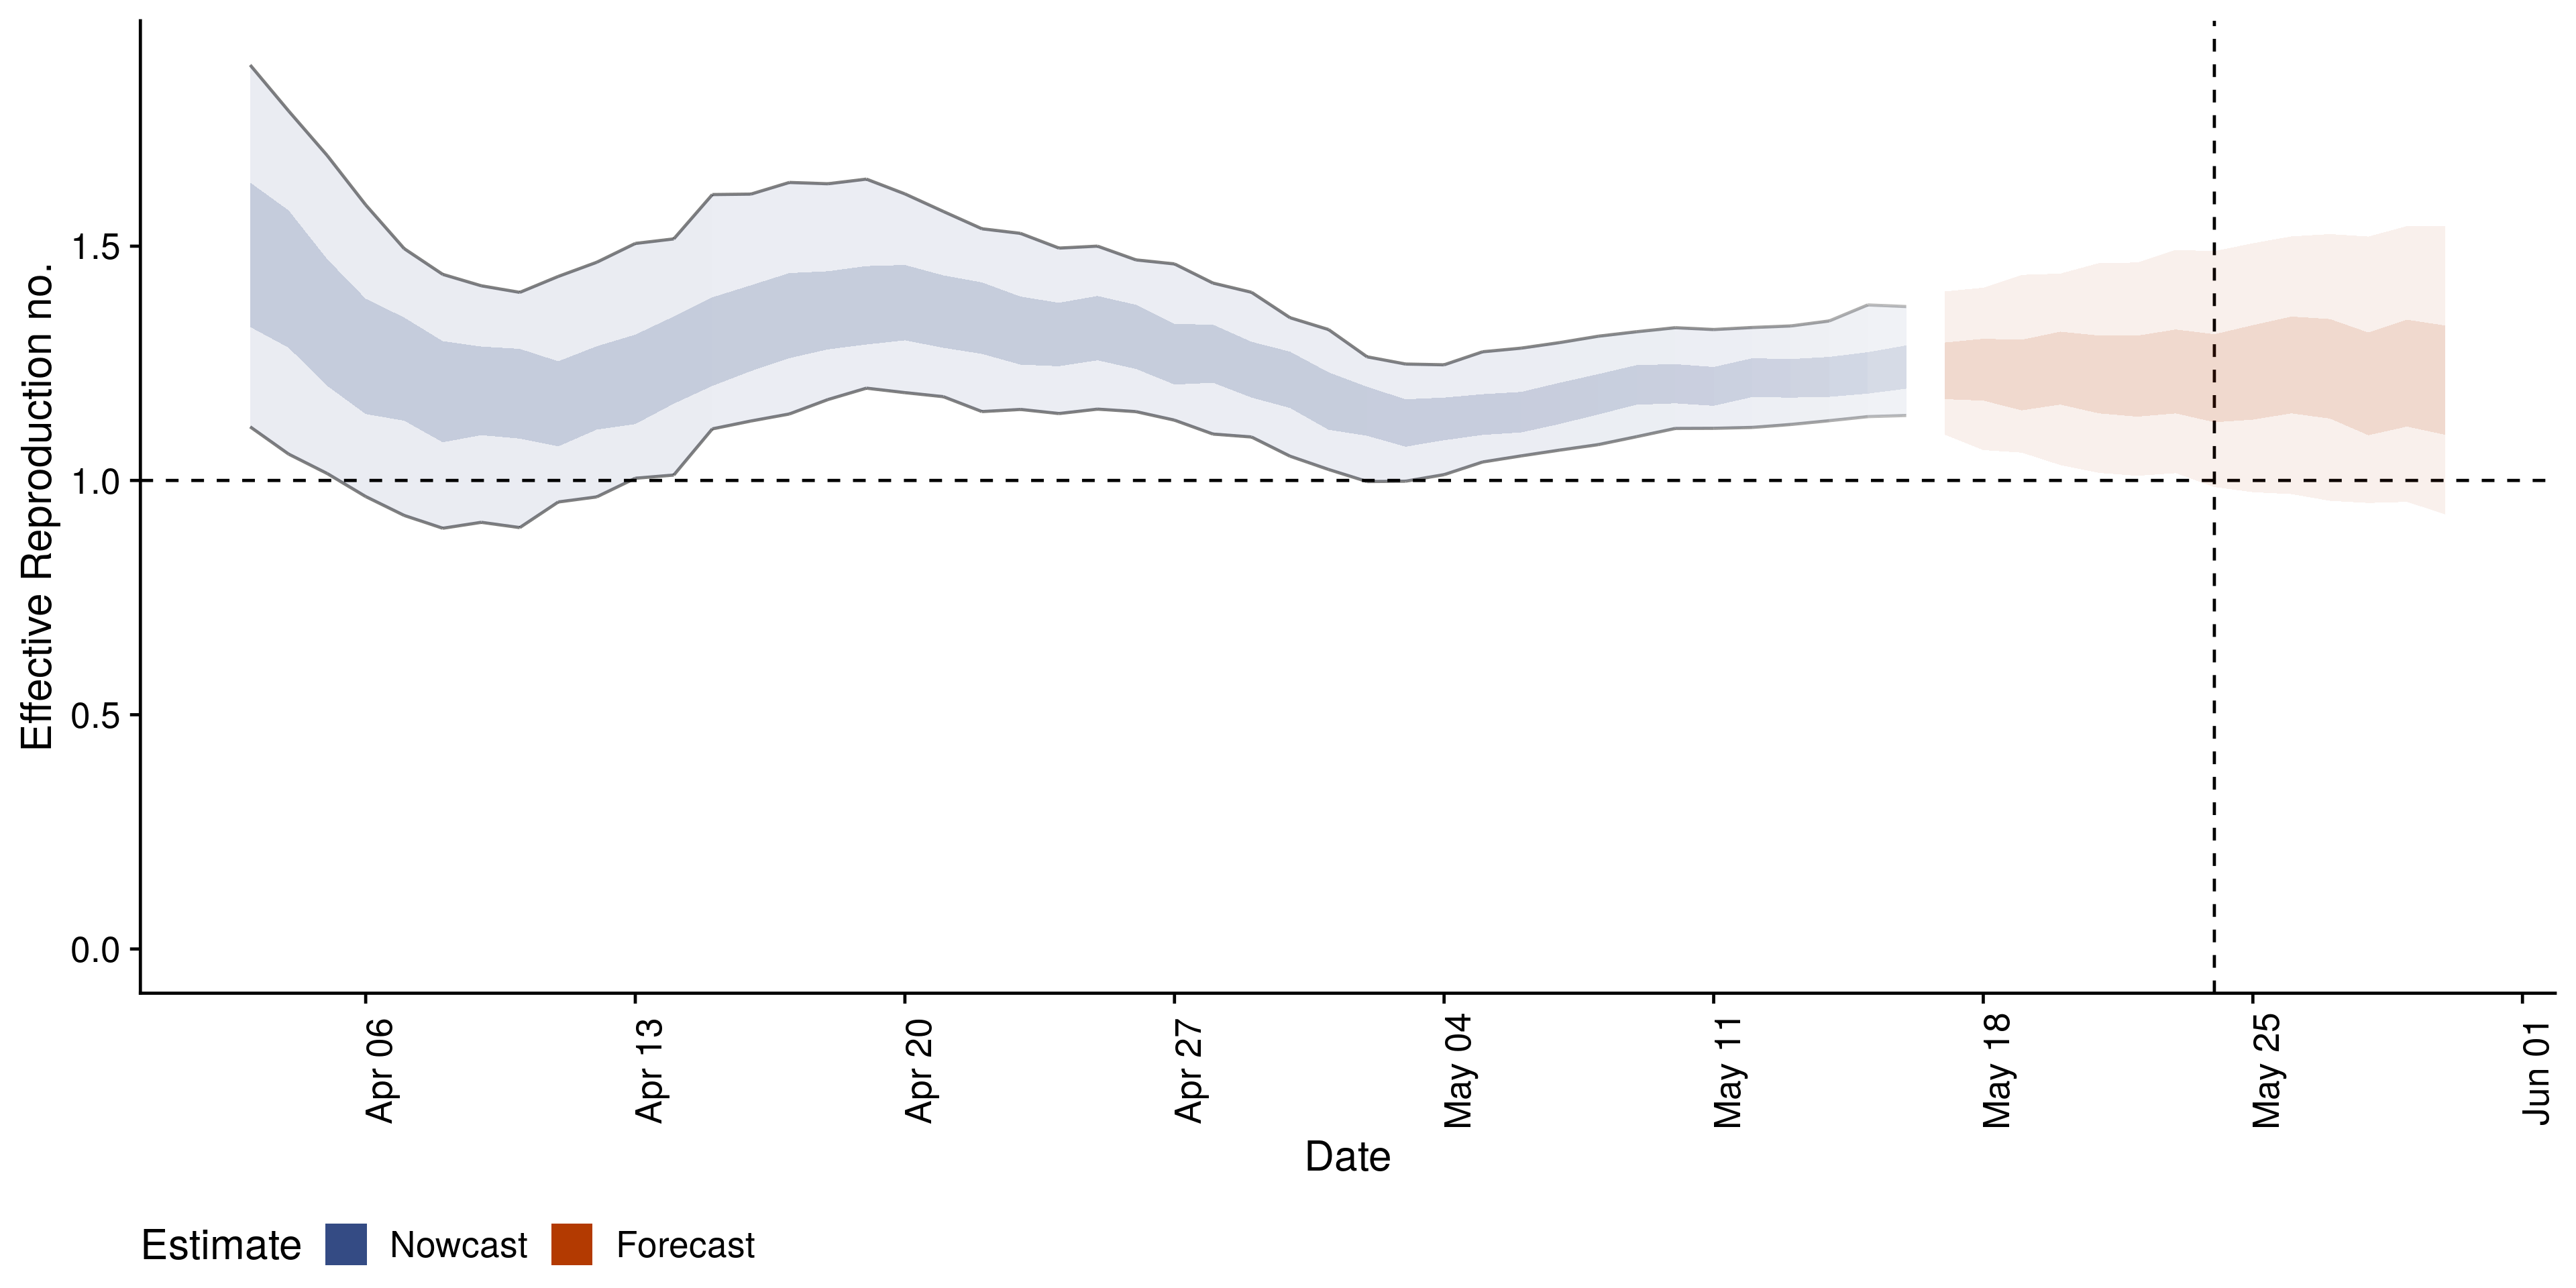 Effective Reproduction no.
1.5
1.0
0.5
0.0
Apr 06
Apr 13
Apr 20
Apr 27
May 04
May 11
May 18
May 25
Jun 01
Date
Estimate Nowcast Forecast